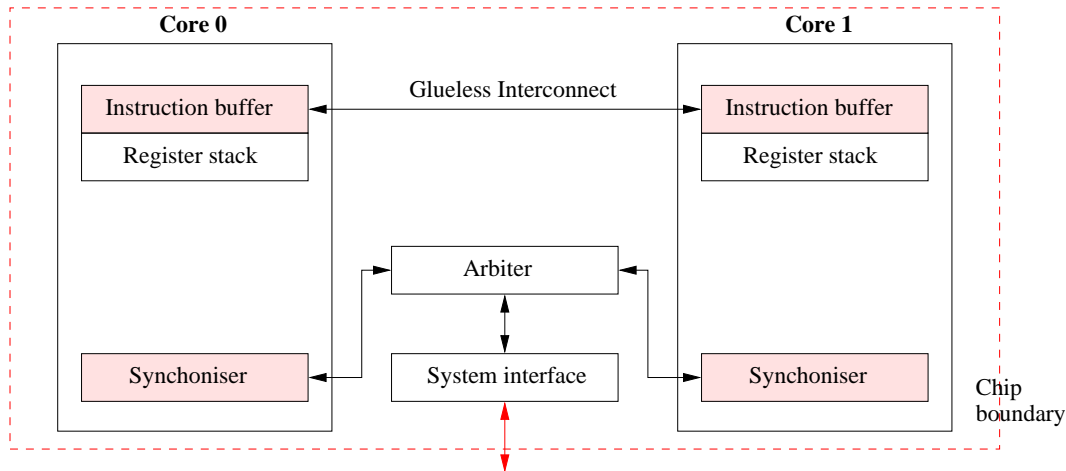 Core 0
Core 1
Instruction buffer
Glueless Interconnect
Instruction buffer
Register stack
Register stack
Arbiter
Synchoniser
System interface
Synchoniser
Chip
boundary